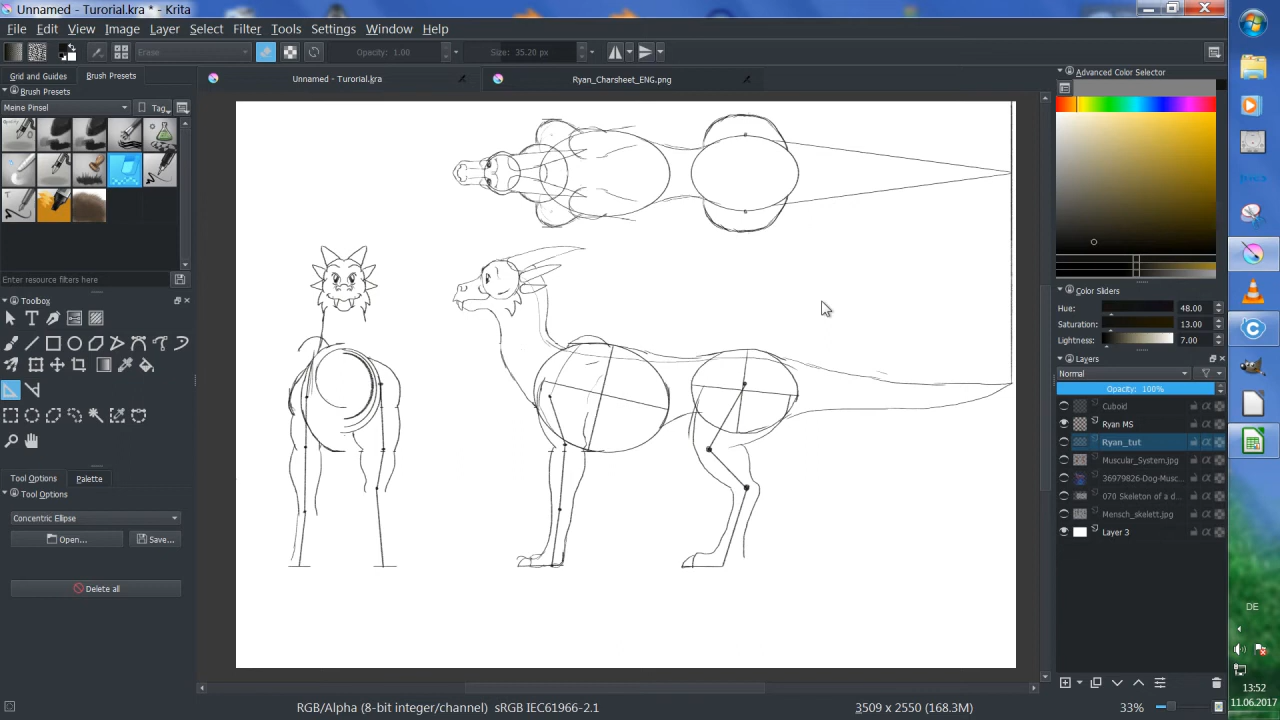 Unnamed - Turorial.kra * - Krita
File Edit View Image Layer Select Filter Tools Settings Window Help
Erase Opacity: 1.00 Size: 35.20 px
Grid and Guides Brush Presets
Unnamed - Turorial.kra Ryan_Charsheet_ENG.png
Brush Presets
Meine Pinsel Tag
Enter resource filters here
Toolbox
Tool Options Palette
Tool Options
Concentric Ellipse
Open... Save...
Delete all
Advanced Color Selector
Color Sliders
Hue: 48.00
Saturation: 13.00
Lightness: 7.00
Layers
Normal
Opacity: 100%
Cuboid
Ryan MS
Ryan_tut
Muscular_System.jpg
36979826-Dog-Musc...
070 Skeleton of a d...
Mensch_skelett.jpg
Layer 3
RGB/Alpha (8-bit integer/channel) sRGB IEC61966-2.1
3509 x 2550 (168.3M)
33%
DE
13:52
11.06.2017